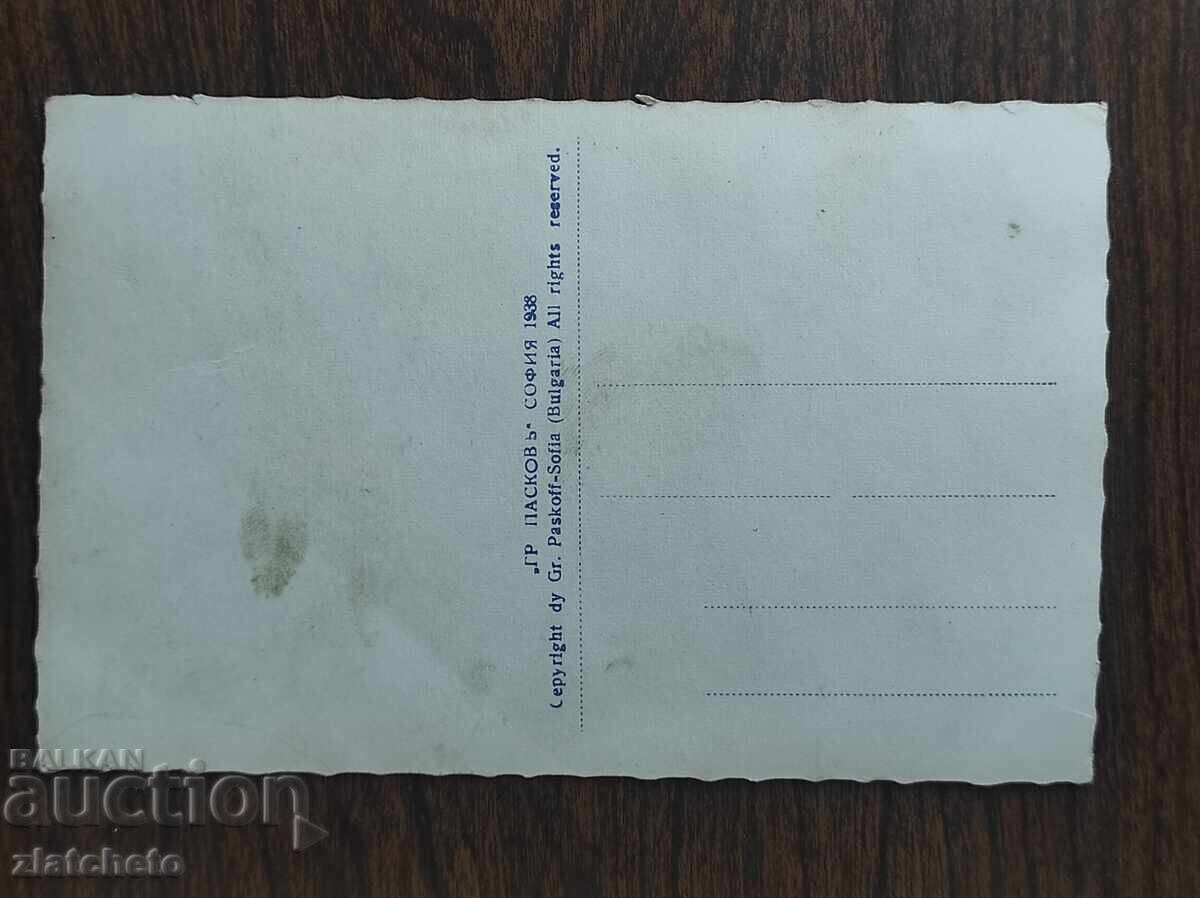 „ГР ПАСКОВЪ" СОФИЯ 1938
Cepyright dy Gr. Paskoff-Sofia (Bulgaria) All rights reserved.
BALKAN
auction
zlatcheto